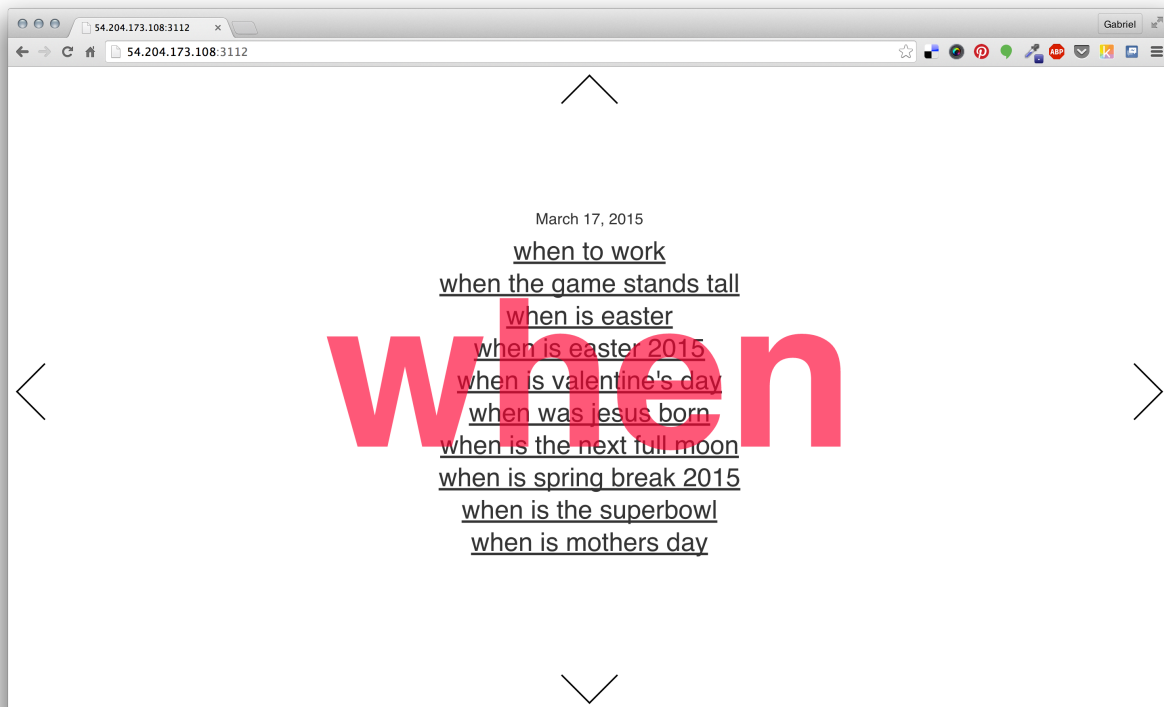 54.204.173.108:3112
Gabriel
54.204.173.108:3112
ABP
March 17, 2015
when to work
when the game stands tall
when is easter
when is easter 2015
when is valentine's day
when
when was jesus born
when is the next full moon
when is spring break 2015
when is the superbowl
when is mothers day